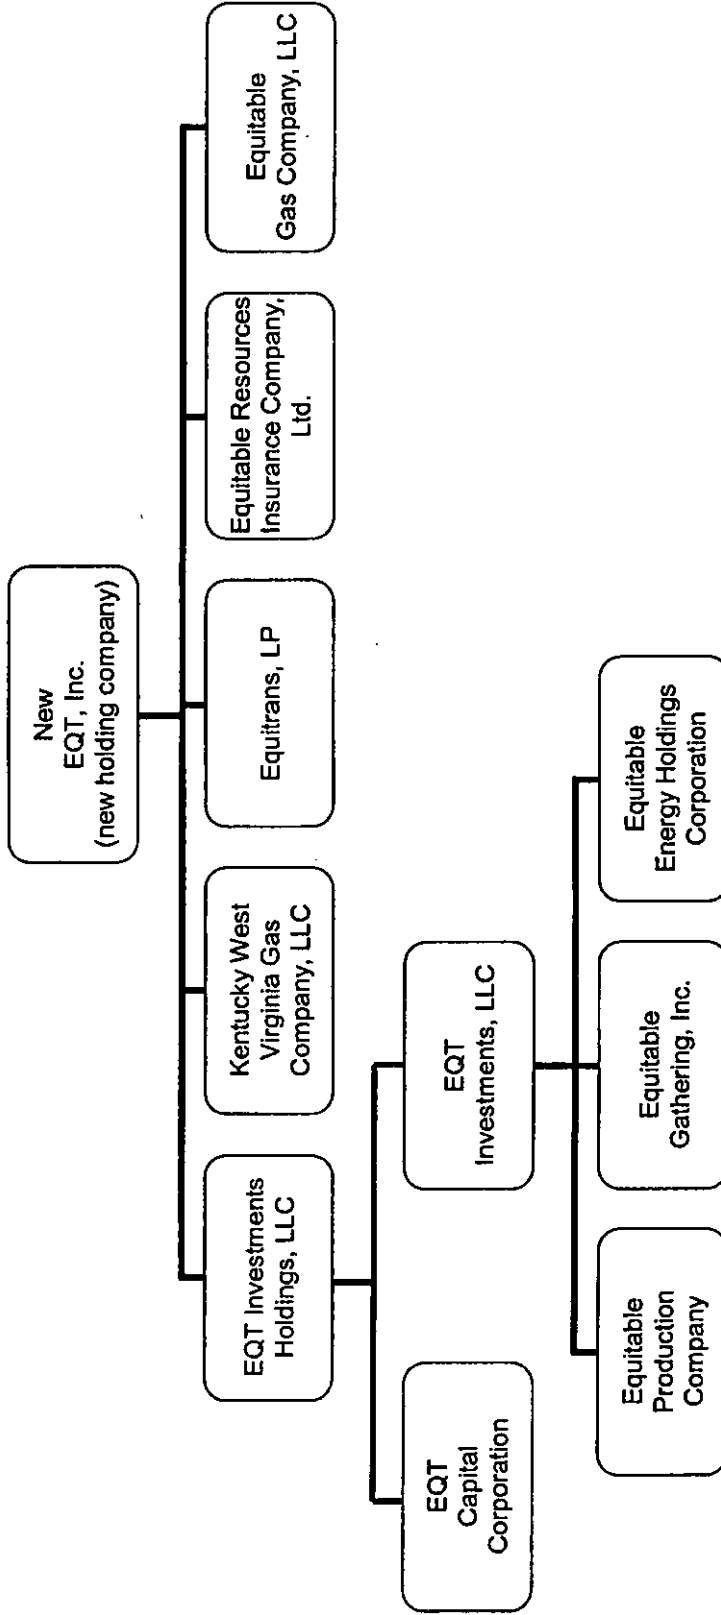 New
EQT, Inc.
(new holding company)
EQT Investments
Holdings, LLC
Kentucky West
Virginia Gas
Company, LLC
Equitrans, LP
Equitable Resources
Insurance Company,
Ltd.
Equitable
Gas Company, LLC
EQT
Capital
Corporation
EQT
Investments, LLC
Equitable
Production
Company
Equitable
Gathering, Inc.
Equitable
Energy Holdings
Corporation